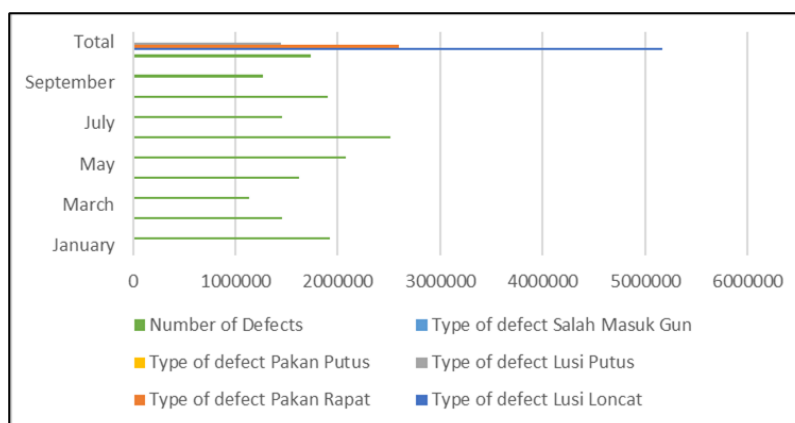 Total
September
July
May
March
January
0 1000000 2000000 3000000 4000000 5000000 6000000
Number of Defects Type of defect Salah Masuk Gun
Type of defect Pakan Putus Type of defect Lusi Putus
Type of defect Pakan Rapat Type of defect Lusi Loncat